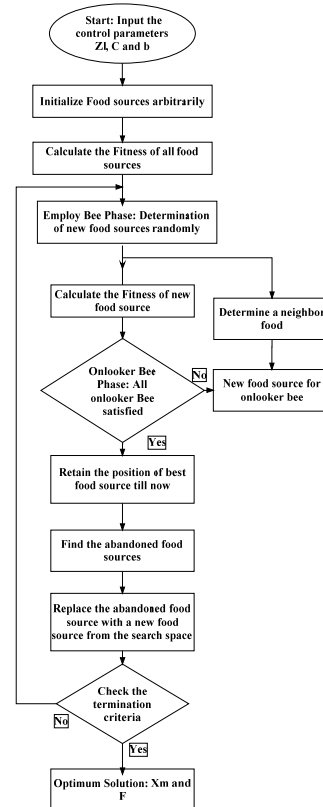 Start: Input the
control parameters
ZI, C and b
Initialize Food sources arbitrarily
Calculate the Fitness of all food
sources
Employ Bee Phase: Determination
of new food sources randomly
Calculate the Fitness of new
food source
Determine a neighbor
food
Onlooker Bee
Phase: All
onlooker Bee
satisfied
No
New food source for
onlooker bee
Yes
Retain the position of best
food source till now
Find the abandoned food
sources
Replace the abandoned food
source with a new food
source from the search space
Check the
termination
criteria
No
Yes
Optimum Solution: Xm and
F